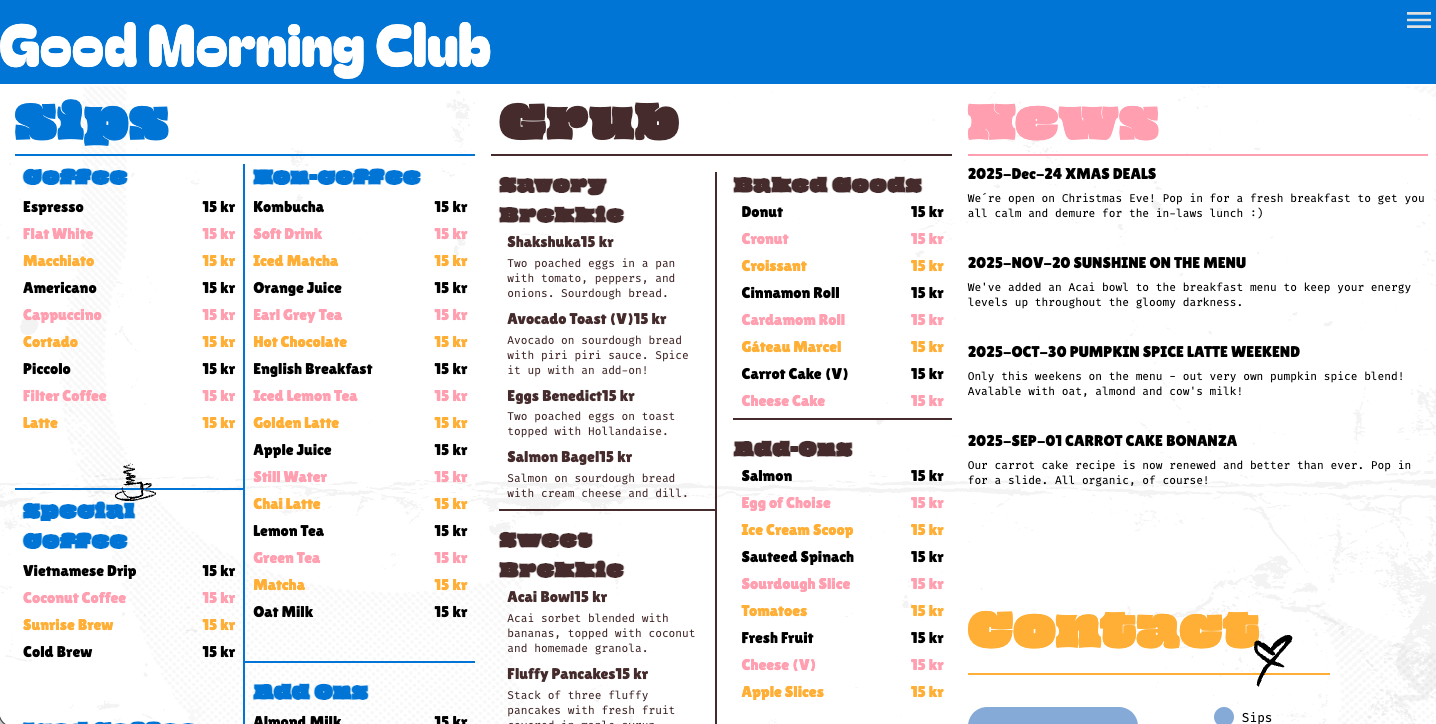 Good Morning Club
Sips
Coffee
Espresso 15 kr
Flat White 15 kr
Macchiato 15 kr
Americano 15 kr
Cappuccino 15 kr
Cortado 15 kr
Piccolo 15 kr
Filter Coffee 15 kr
Latte 15 kr
Special
Coffee
Vietnamese Drip 15 kr
Coconut Coffee 15 kr
Sunrise Brew 15 kr
Cold Brew 15 kr
Non-coffee
Kombucha 15 kr
Soft Drink 15 kr
Iced Matcha 15 kr
Orange Juice 15 kr
Earl Grey Tea 15 kr
Hot Chocolate 15 kr
English Breakfast 15 kr
Iced Lemon Tea 15 kr
Golden Latte 15 kr
Apple Juice 15 kr
Still Water 15 kr
Chai Latte 15 kr
Lemon Tea 15 kr
Green Tea 15 kr
Matcha 15 kr
Oat Milk 15 kr
Add Ons
Almond Milk 15 kr
Grub
Savory
Brekkie
Shakshuka15 kr
Two poached eggs in a pan
with tomato, peppers, and
onions. Sourdough bread.
Avocado Toast (V)15 kr
Avocado on sourdough bread
with piri piri sauce. Spice
it up with an add-on!
Eggs Benedict15 kr
Two poached eggs on toast
topped with Hollandaise.
Salmon Bagel15 kr
Salmon on sourdough bread
with cream cheese and dill.
Sweet
Brekkie
Acai Bowl15 kr
Acai sorbet blended with
bananas, topped with coconut
and homemade granola.
Fluffy Pancakes15 kr
Stack of three fluffy
pancakes with fresh fruit
Baked Goods
Donut 15 kr
Cronut 15 kr
Croissant 15 kr
Cinnamon Roll 15 kr
Cardamom Roll 15 kr
Gâteau Marcel 15 kr
Carrot Cake (V) 15 kr
Cheese Cake 15 kr
Add-Ons
Salmon 15 kr
Egg of Choise 15 kr
Ice Cream Scoop 15 kr
Sauteed Spinach 15 kr
Sourdough Slice 15 kr
Tomatoes 15 kr
Fresh Fruit 15 kr
Cheese (V) 15 kr
Apple Slices 15 kr
News
2025-Dec-24 XMAS DEALS
We´re open on Christmas Eve! Pop in for a fresh breakfast to get you
all calm and demure for the in-laws lunch :)
2025-NOV-20 SUNSHINE ON THE MENU
We've added an Acai bowl to the breakfast menu to keep your energy
levels up throughout the gloomy darkness.
2025-OCT-30 PUMPKIN SPICE LATTE WEEKEND
Only this weekens on the menu - out very own pumpkin spice blend!
Avalable with oat, almond and cow's milk!
2025-SEP-01 CARROT CAKE BONANZA
Our carrot cake recipe is now renewed and better than ever. Pop in
for a slide. All organic, of course!
Contact
Sips